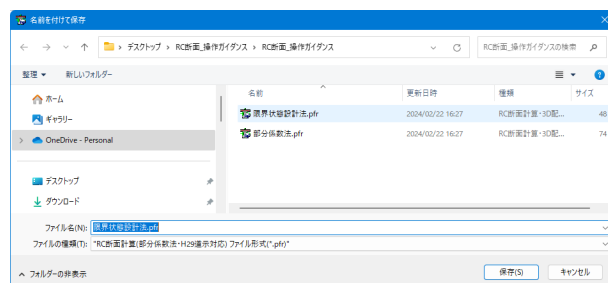 名前を付けて保存
デスクトップ > RC断面_操作ガイダンス > RC断面_操作ガイダンス
RC断面_操作ガイダンスの検索
整理 新しいフォルダー
名前 更新日時 種類 サイズ
ホーム
限界状態設計法.pfr 2024/02/22 16:27 RC断面計算・3D配... 48
ギャラリー
部分係数法.pfr 2024/02/22 16:27 RC断面計算・3D配... 74
OneDrive - Personal
デスクトップ
ダウンロード
ファイル名(N): 限界状態設計法.pfr
ファイルの種類(T): "RC断面計算(部分係数法・H29道示対応) ファイル形式(*.pfr)"
フォルダーの非表示 保存(S) キャンセル